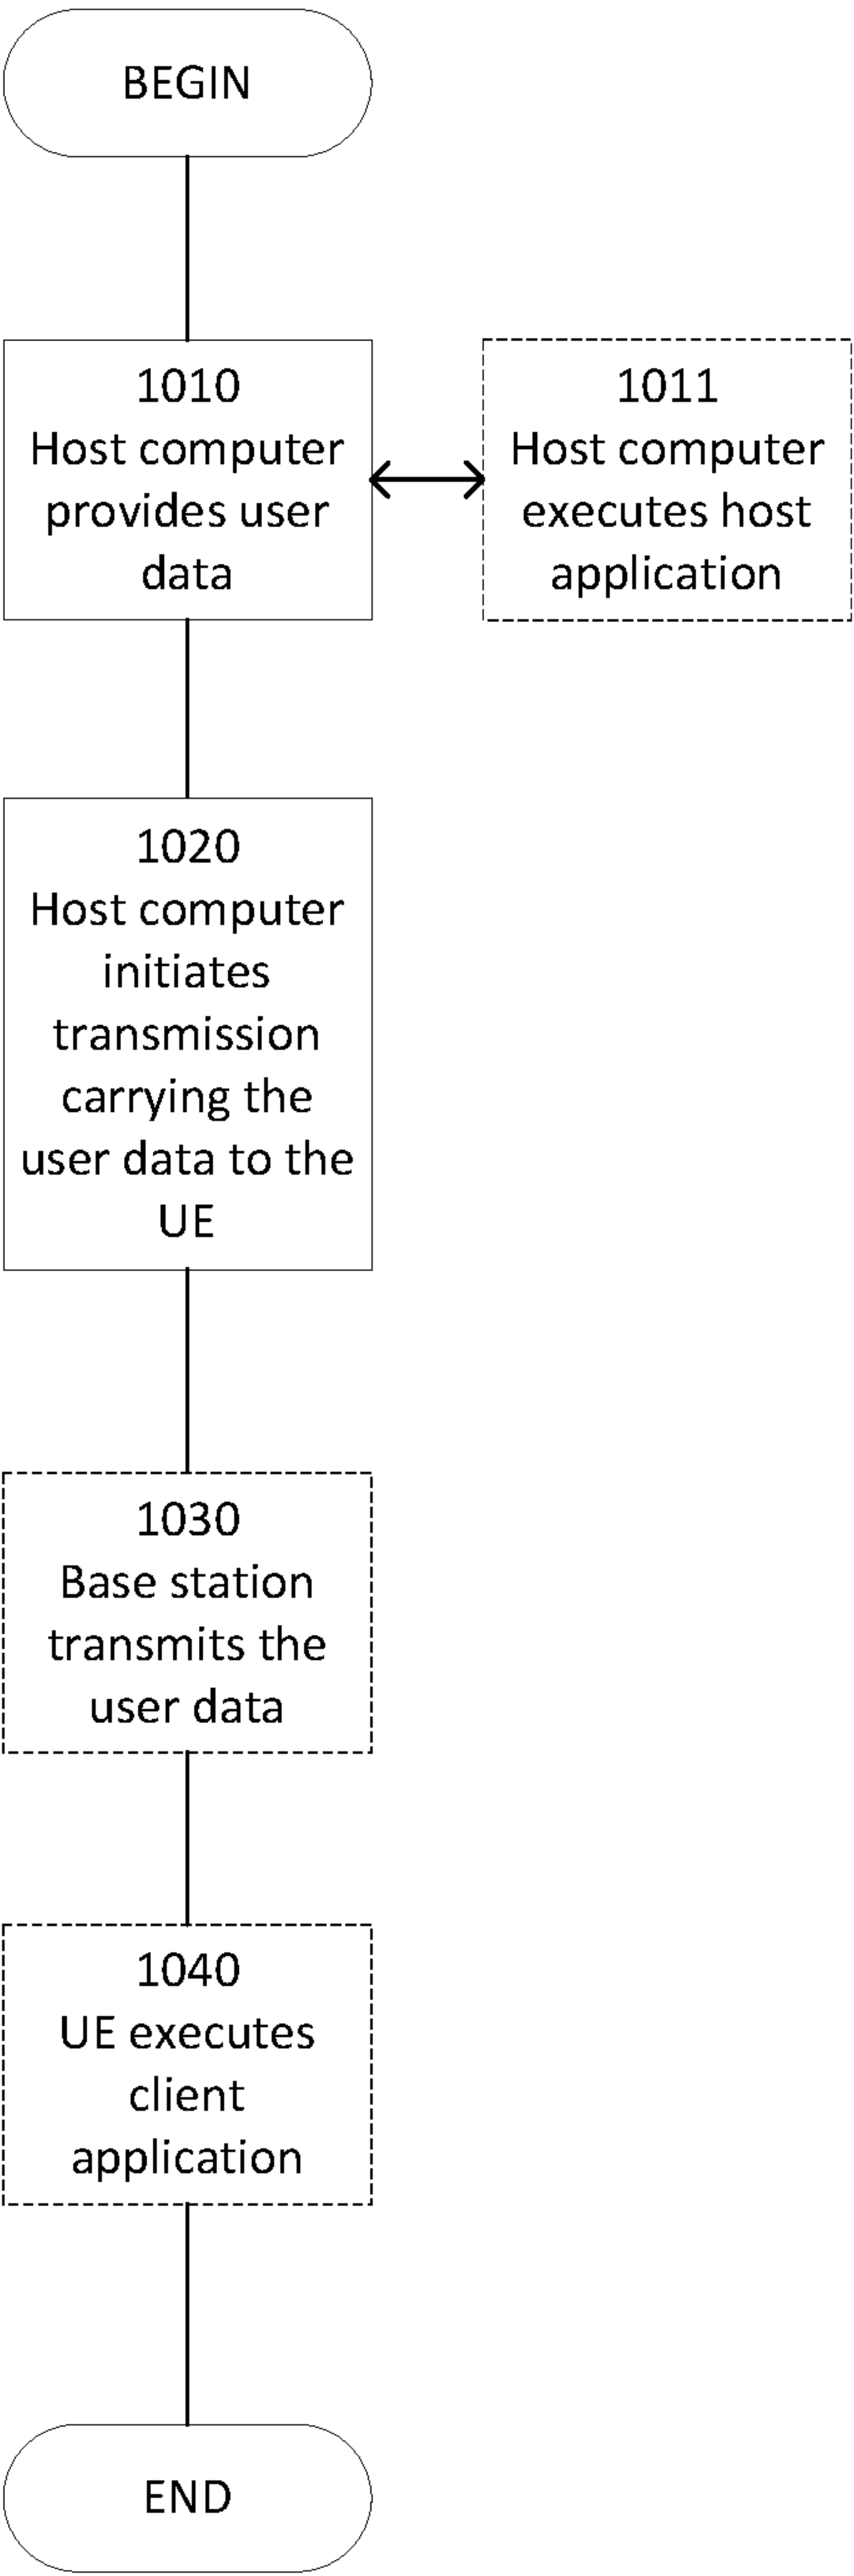 BEGIN
1010
Host computer
provides user
data
1011
Host computer
executes host
application
1020
Host computer
initiates
transmission
carrying the
user data to the
UE
1030
Base station
transmits the
user data
1040
UE executes
client
application
END